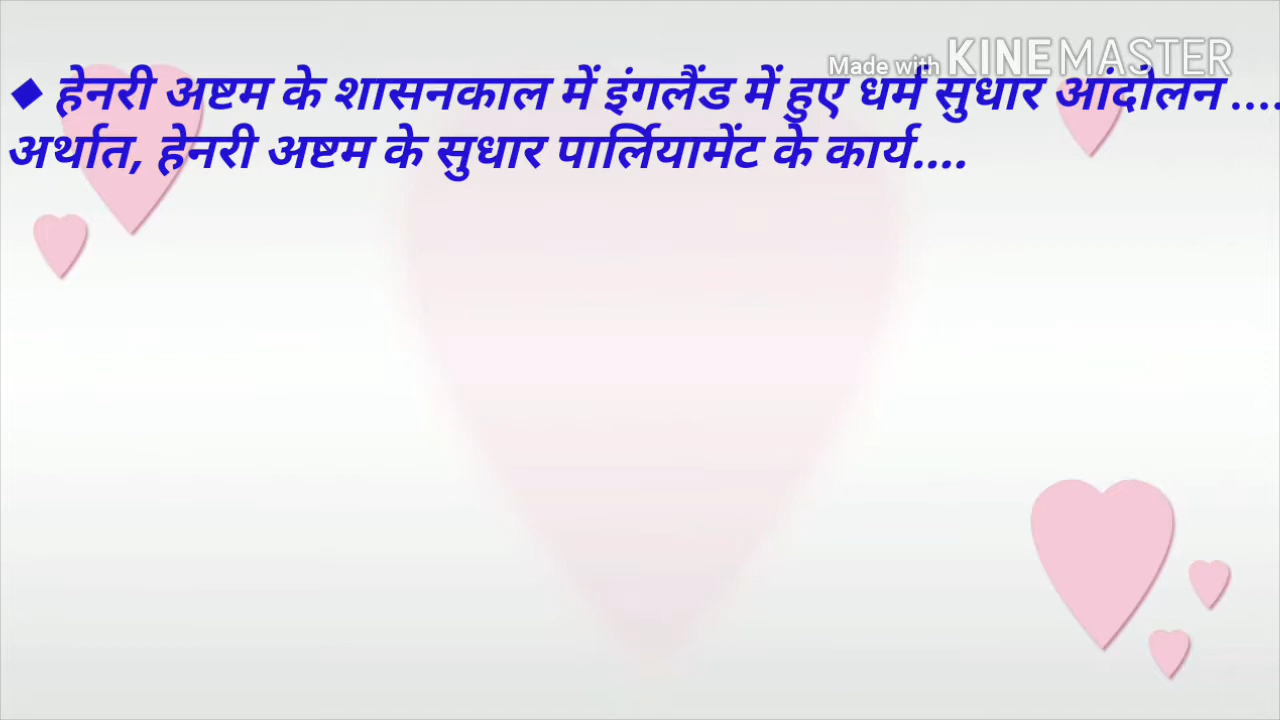 Made with KINEMASTER
◆ हेनरी अष्टम के शासनकाल में इंगलैंड में हुए धर्म सुधार आंदोलन ....
अर्थात, हेनरी अष्टम के सुधार पार्लियामेंट के कार्य....